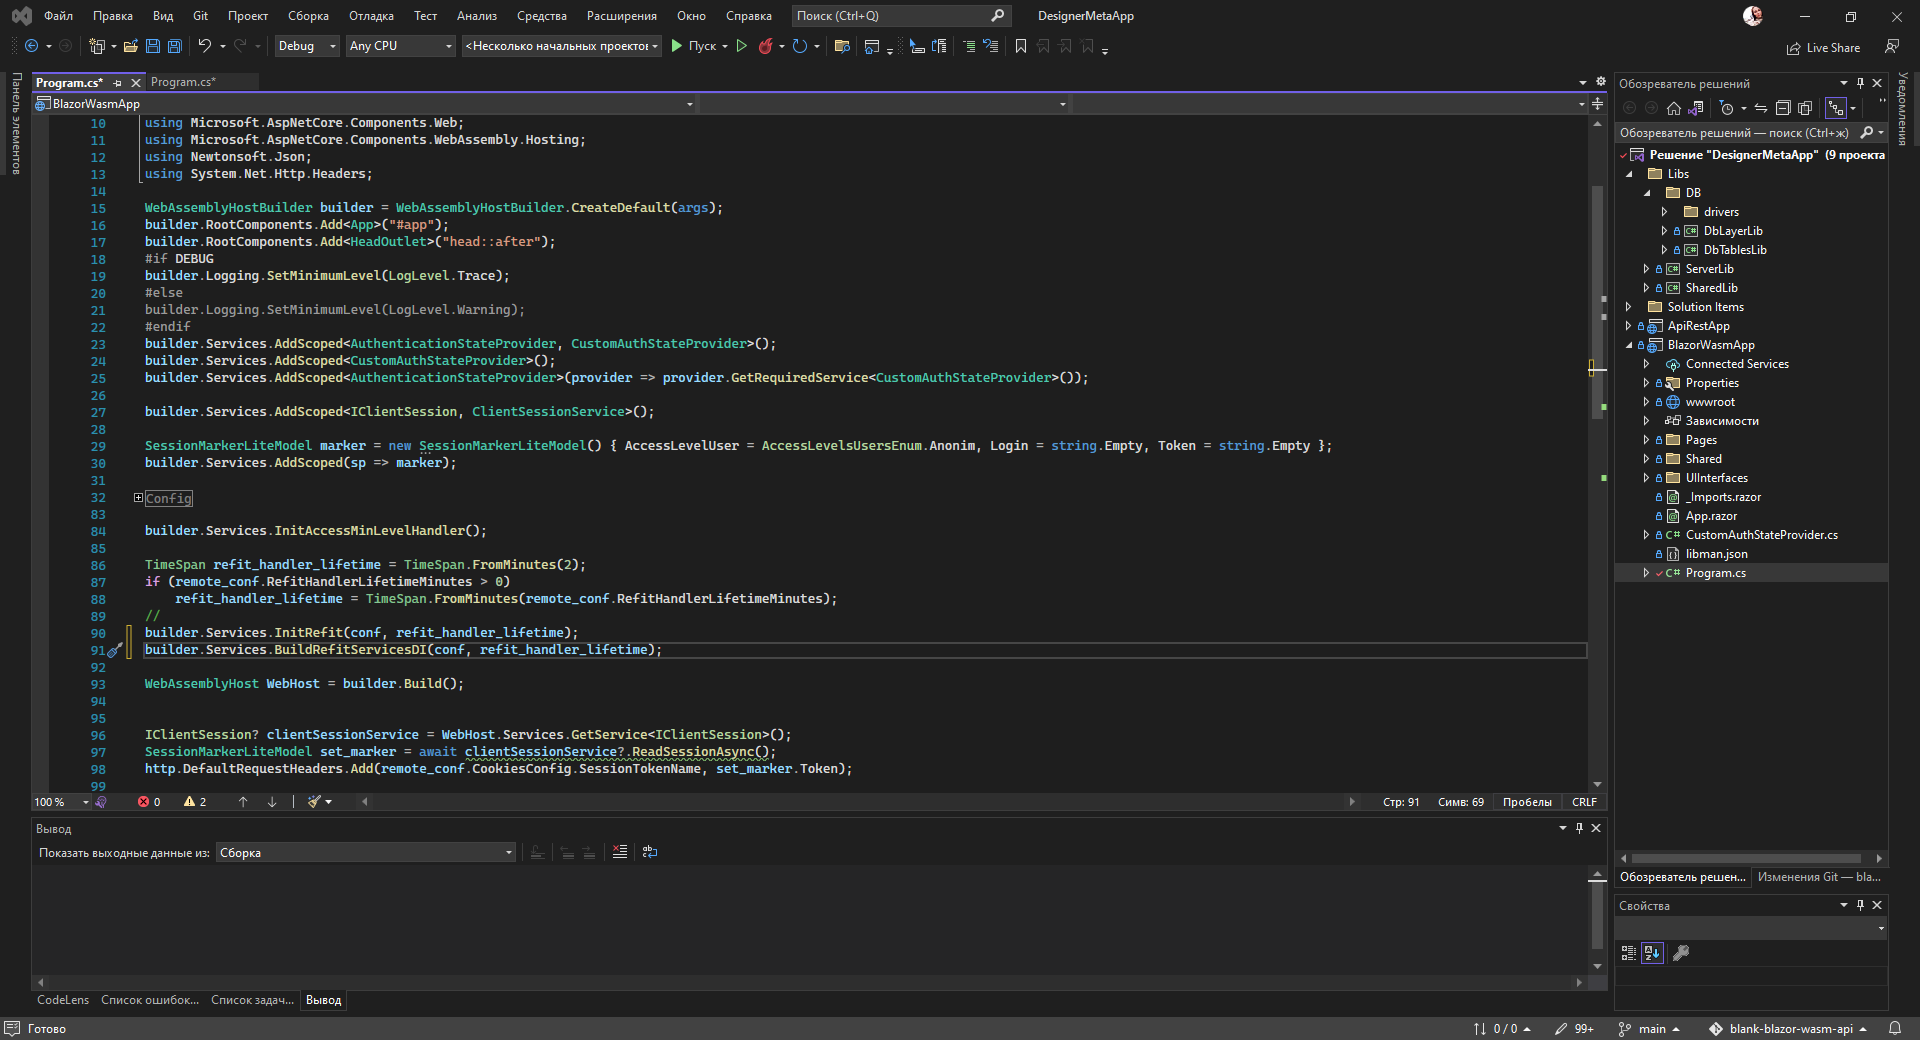 Файл Правка Вид Git Проект Сборка Отладка Тест Анализ Средства Расширения Окно Справка Поиск (Ctrl+Q) DesignerMetaApp
Debug Any CPU <Несколько начальных проектов> Пуск Live Share
Панель элементов
Program.cs* Program.cs*
BlazorWasmApp
10 using Microsoft.AspNetCore.Components.Web;
11 using Microsoft.AspNetCore.Components.WebAssembly.Hosting;
12 using Newtonsoft.Json;
13 using System.Net.Http.Headers;
14
15 WebAssemblyHostBuilder builder = WebAssemblyHostBuilder.CreateDefault(args);
16 builder.RootComponents.Add<App>("#app");
17 builder.RootComponents.Add<HeadOutlet>("head::after");
18 #if DEBUG
19 builder.Logging.SetMinimumLevel(LogLevel.Trace);
20 #else
21 builder.Logging.SetMinimumLevel(LogLevel.Warning);
22 #endif
23 builder.Services.AddScoped<AuthenticationStateProvider, CustomAuthStateProvider>();
24 builder.Services.AddScoped<CustomAuthStateProvider>();
25 builder.Services.AddScoped<AuthenticationStateProvider>(provider => provider.GetRequiredService<CustomAuthStateProvider>());
26
27 builder.Services.AddScoped<IClientSession, ClientSessionService>();
28
29 SessionMarkerLiteModel marker = new SessionMarkerLiteModel() { AccessLevelUser = AccessLevelsUsersEnum.Anonim, Login = string.Empty, Token = string.Empty };
30 builder.Services.AddScoped(sp => marker);
31
32 Config
83
84 builder.Services.InitAccessMinLevelHandler();
85
86 TimeSpan refit_handler_lifetime = TimeSpan.FromMinutes(2);
87 if (remote_conf.RefitHandlerLifetimeMinutes > 0)
88 refit_handler_lifetime = TimeSpan.FromMinutes(remote_conf.RefitHandlerLifetimeMinutes);
89 //
90 builder.Services.InitRefit(conf, refit_handler_lifetime);
91 builder.Services.BuildRefitServicesDI(conf, refit_handler_lifetime);
92
93 WebAssemblyHost WebHost = builder.Build();
94
95
96 IClientSession? clientSessionService = WebHost.Services.GetService<IClientSession>();
97 SessionMarkerLiteModel set_marker = await clientSessionService?.ReadSessionAsync();
98 http.DefaultRequestHeaders.Add(remote_conf.CookiesConfig.SessionTokenName, set_marker.Token);
99
100 % 0 2 Стр: 91 Симв: 69 Пробелы CRLF
Вывод
Показать выходные данные из: Сборка
CodeLens Список ошибок... Список задач... Вывод
Обозреватель решений
Обозреватель решений — поиск (Ctrl+ж)
Решение "DesignerMetaApp" (9 проекта
Libs
DB
drivers
DbLayerLib
DbTablesLib
ServerLib
SharedLib
Solution Items
ApiRestApp
BlazorWasmApp
Connected Services
Properties
wwwroot
Зависимости
Pages
Shared
UIInterfaces
_Imports.razor
App.razor
CustomAuthStateProvider.cs
libman.json
Program.cs
Обозреватель решен... Изменения Git — bla...
Свойства
Уведомления
Готово 0 / 0 99+ main blank-blazor-wasm-api